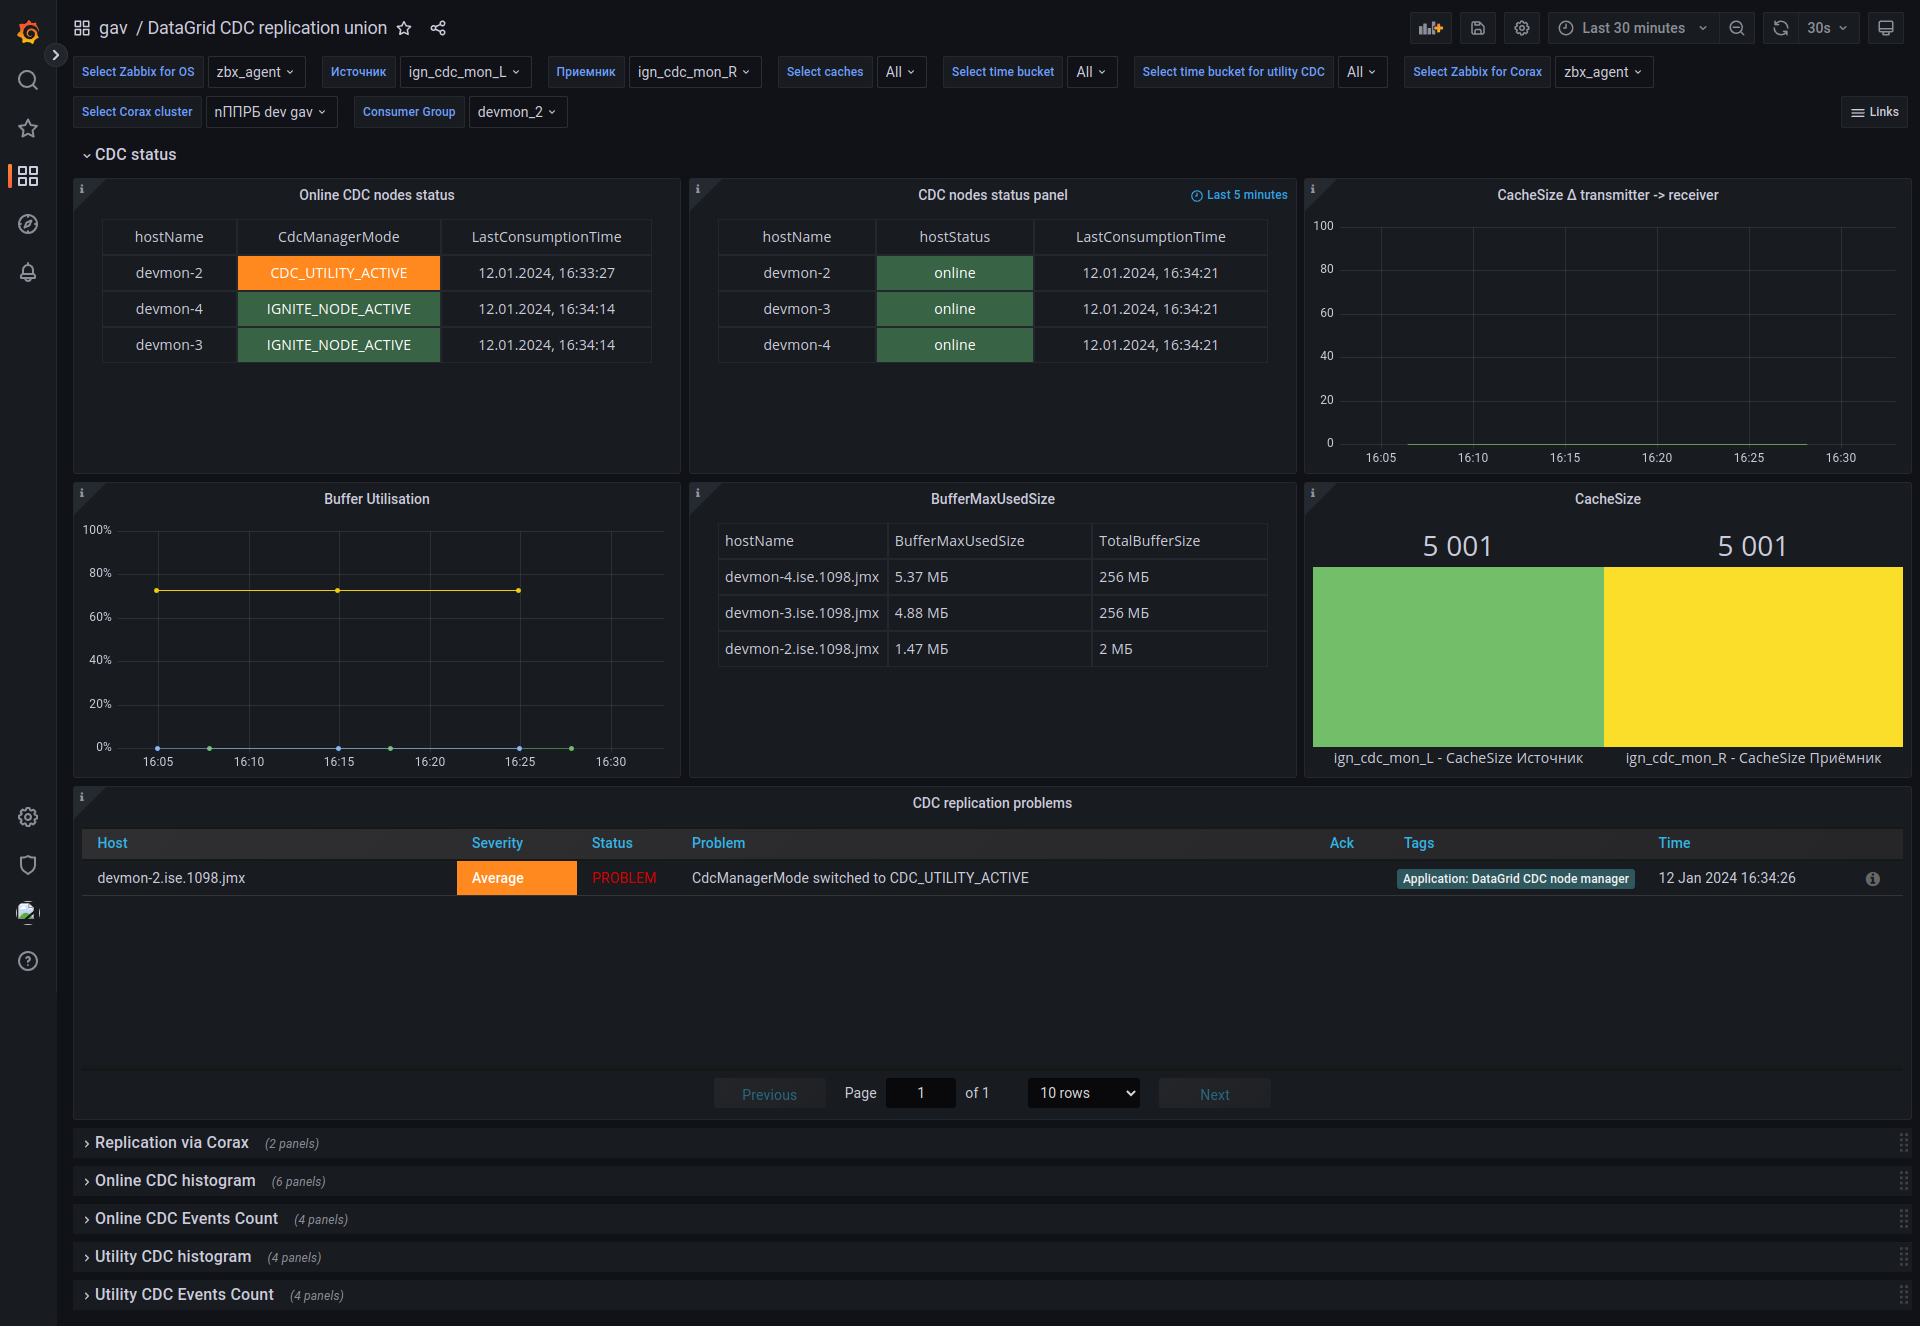 gav / DataGrid CDC replication union
Last 30 minutes
30s
Select Zabbix for OS zbx_agent Источник ign_cdc_mon_L Приемник ign_cdc_mon_R Select caches All Select time bucket All Select time bucket for utility CDC All Select Zabbix for Corax zbx_agent
Select Corax cluster nППРБ dev gav Consumer Group devmon_2 Links
CDC status
Online CDC nodes status
hostName CdcManagerMode LastConsumptionTime
devmon-2 CDC_UTILITY_ACTIVE 12.01.2024, 16:33:27
devmon-4 IGNITE_NODE_ACTIVE 12.01.2024, 16:34:14
devmon-3 IGNITE_NODE_ACTIVE 12.01.2024, 16:34:14
CDC nodes status panel
Last 5 minutes
hostName hostStatus LastConsumptionTime
devmon-2 online 12.01.2024, 16:34:21
devmon-3 online 12.01.2024, 16:34:21
devmon-4 online 12.01.2024, 16:34:21
CacheSize Δ transmitter -> receiver
100
80
60
40
20
0
16:05 16:10 16:15 16:20 16:25 16:30
Buffer Utilisation
100%
80%
60%
40%
20%
0%
16:05 16:10 16:15 16:20 16:25 16:30
BufferMaxUsedSize
hostName BufferMaxUsedSize TotalBufferSize
devmon-4.ise.1098.jmx 5.37 МБ 256 МБ
devmon-3.ise.1098.jmx 4.88 МБ 256 МБ
devmon-2.ise.1098.jmx 1.47 МБ 2 МБ
CacheSize
5 001 5 001
ign_cdc_mon_L - CacheSize Источник ign_cdc_mon_R - CacheSize Приёмник
CDC replication problems
Host Severity Status Problem Ack Tags Time
devmon-2.ise.1098.jmx Average PROBLEM CdcManagerMode switched to CDC_UTILITY_ACTIVE Application: DataGrid CDC node manager 12 Jan 2024 16:34:26
Previous Page 1 of 1 10 rows Next
Replication via Corax (2 panels)
Online CDC histogram (6 panels)
Online CDC Events Count (4 panels)
Utility CDC histogram (4 panels)
Utility CDC Events Count (4 panels)